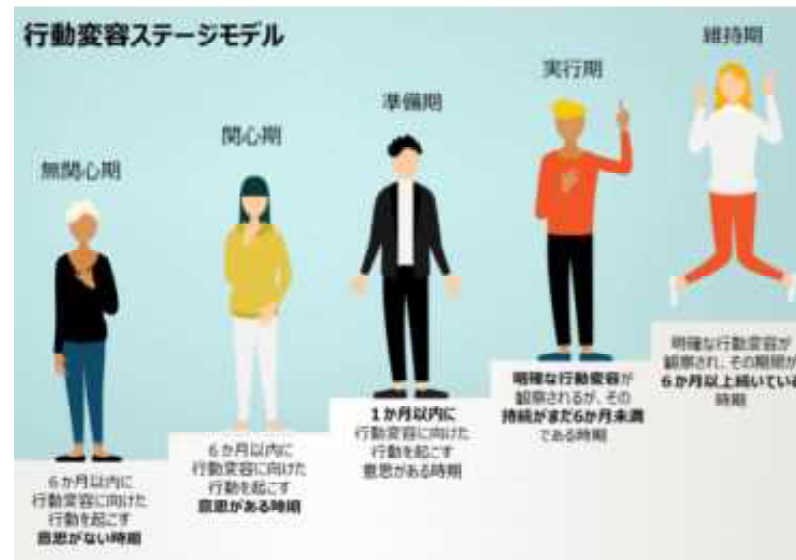 行動変容ステージモデル
無関心期
6か月以内に
行動変容に向けた
行動を起こす
意思がない時期
関心期
6か月以内に
行動変容に向けた
行動を起こす
意思がある時期
準備期
1か月以内に
行動変容に向けた
行動を起こす
意思がある時期
実行期
明確な行動変容が
観察されるが、その
持続がまだ6か月未満
である時期
維持期
明確な行動変容が
観察され、その期間が
6か月以上続いている
時期